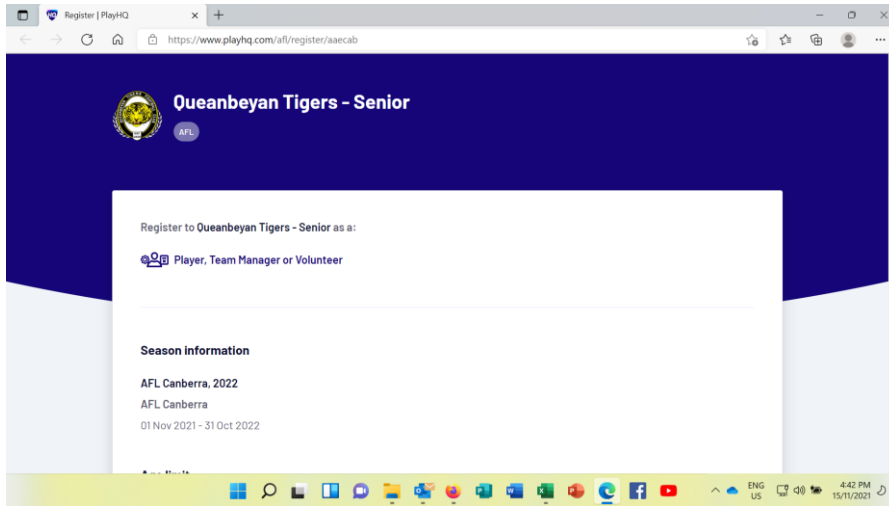 Register | PlayHQ
https://www.playhq.com/afl/register/aaecab
Queanbeyan Tigers - Senior
AFL
Register to Queanbeyan Tigers - Senior as a:
Player, Team Manager or Volunteer
Season information
AFL Canberra, 2022
AFL Canberra
01 Nov 2021 - 31 Oct 2022
ENG
US
4:42 PM
15/11/2021